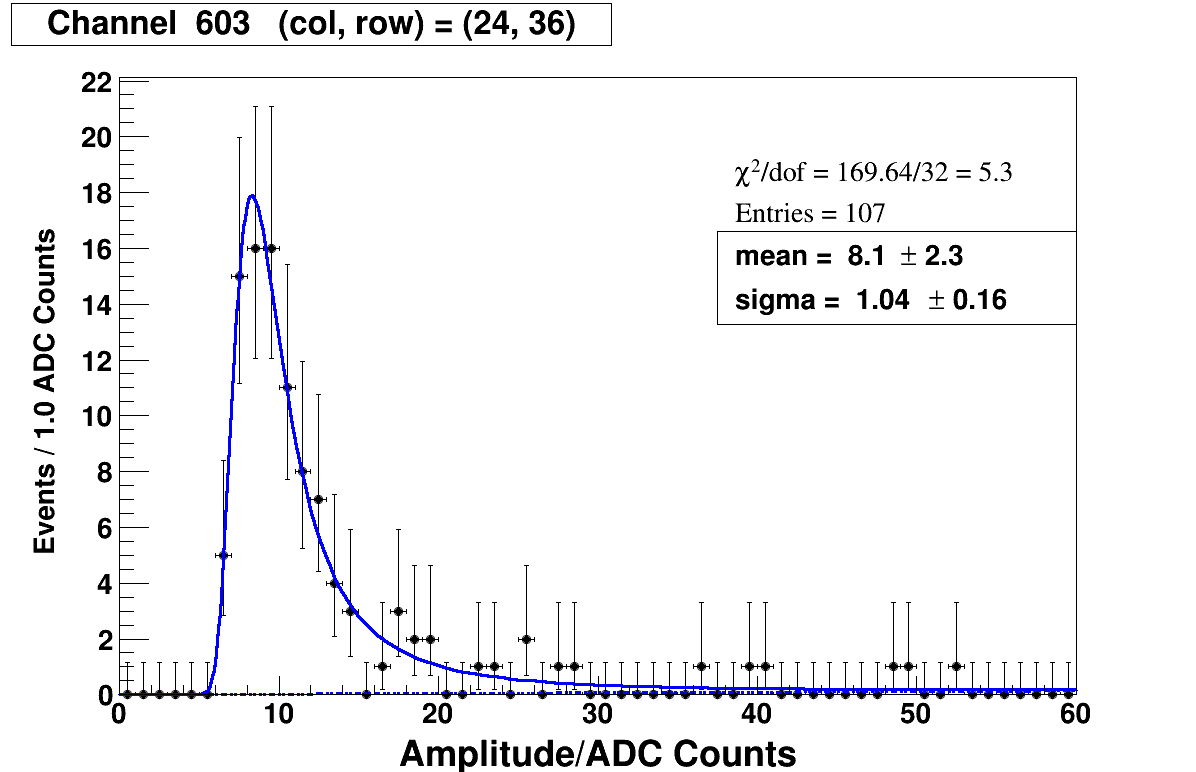 Channel 603 (col, row) = (24, 36)
22
20
18
16
14
12
10
8
6
4
2
0
Events / 1.0 ADC Counts
χ²/dof = 169.64/32 = 5.3
Entries = 107
mean = 8.1 ± 2.3
sigma = 1.04 ± 0.16
0 10 20 30 40 50 60
Amplitude/ADC Counts